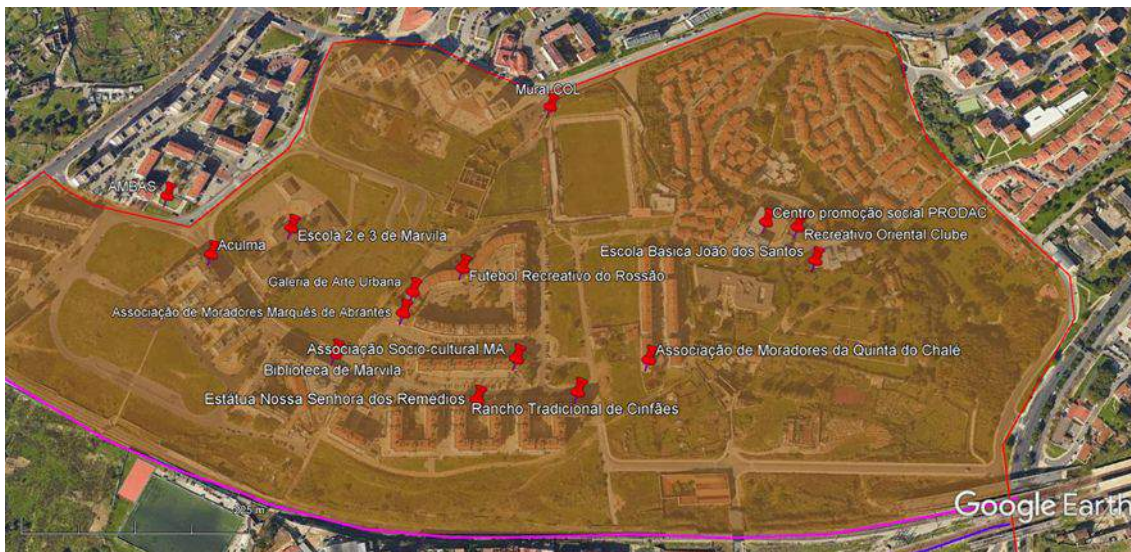 Mural COL
AMBAS
Centro promoção social PRODAC
Escola 2 e 3 de Marvila
Recreativo Oriental Clube
Aculma
Escola Basica João dos Santos
Futebol Recreativo do Rossão
Galeria de Arte Urbana
Associação de Moradores Marquês de Abrantes
Associação Socio-cultural MA
Associação de Moradores da Quinta do Chalé
Biblioteca de Marvila
Estátua Nossa Senhora dos Remédios
Rancho Tradicional de Cinfães
Google Earth